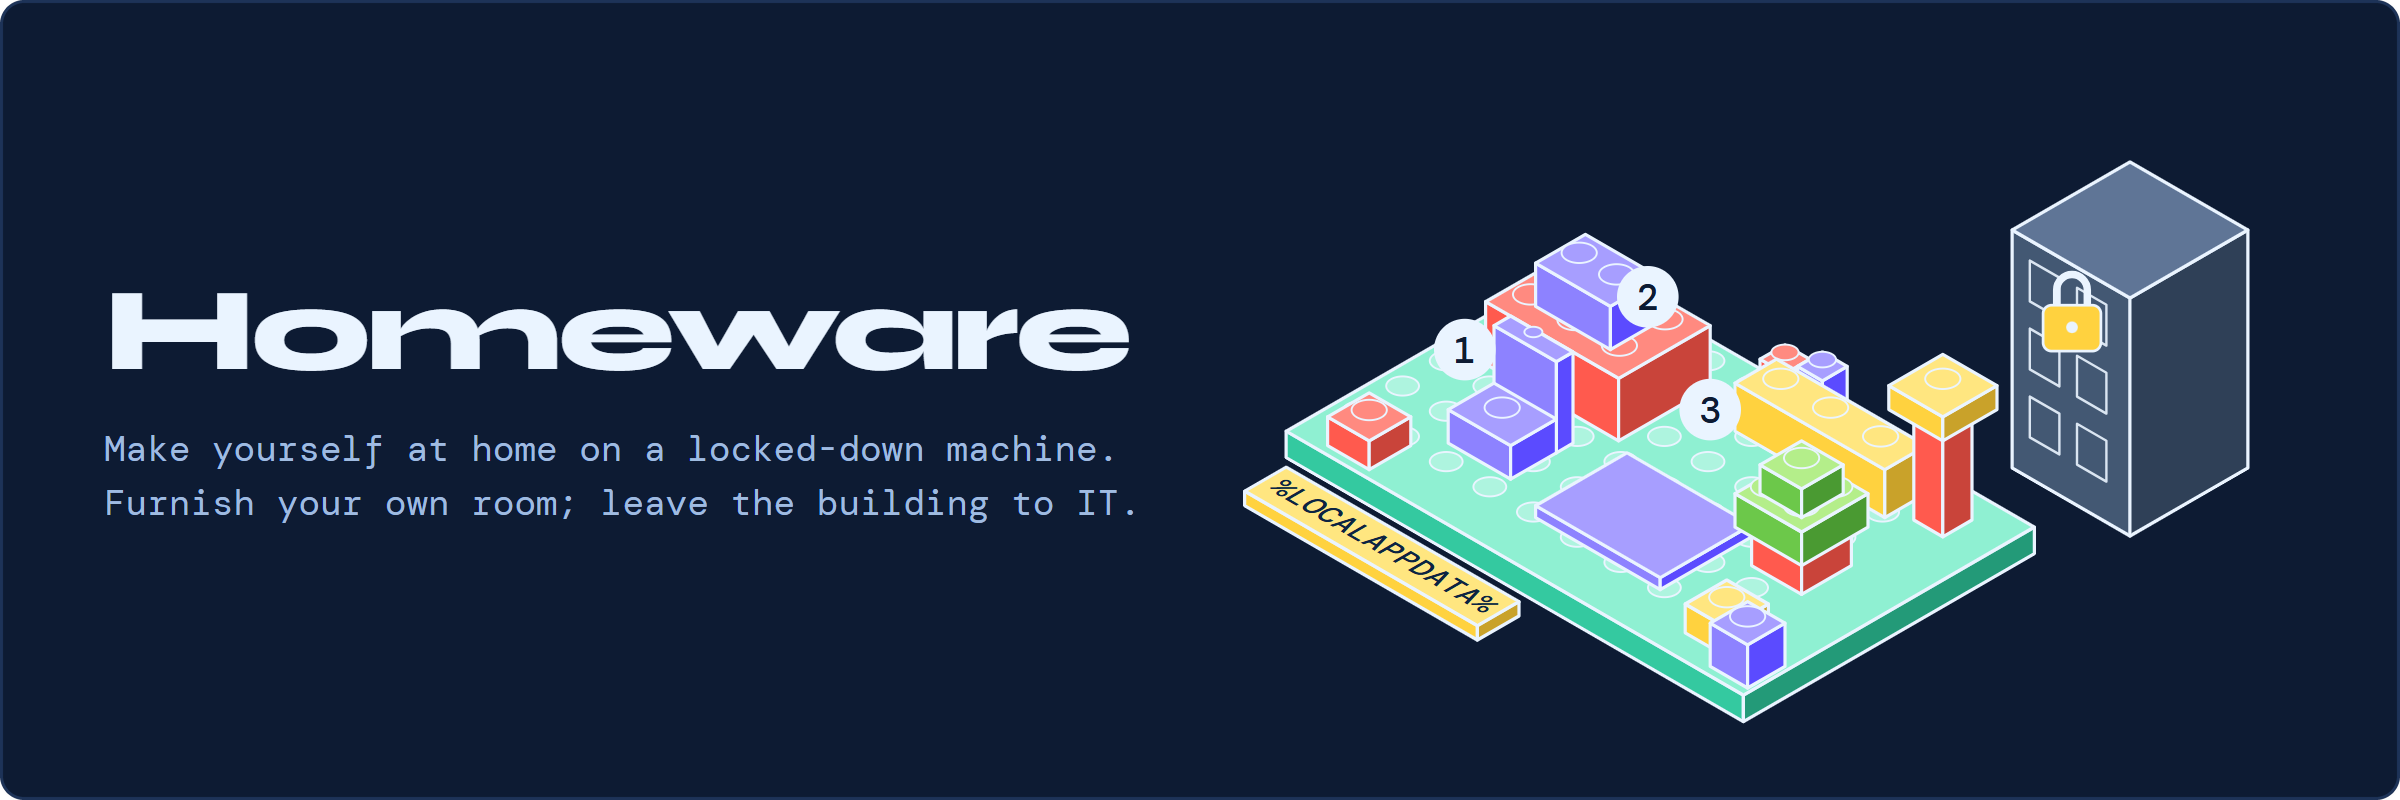 Homeware
Make yourself at home on a locked-down machine.
Furnish your own room; leave the building to IT.
1
2
3
%LOCALAPPDATA%